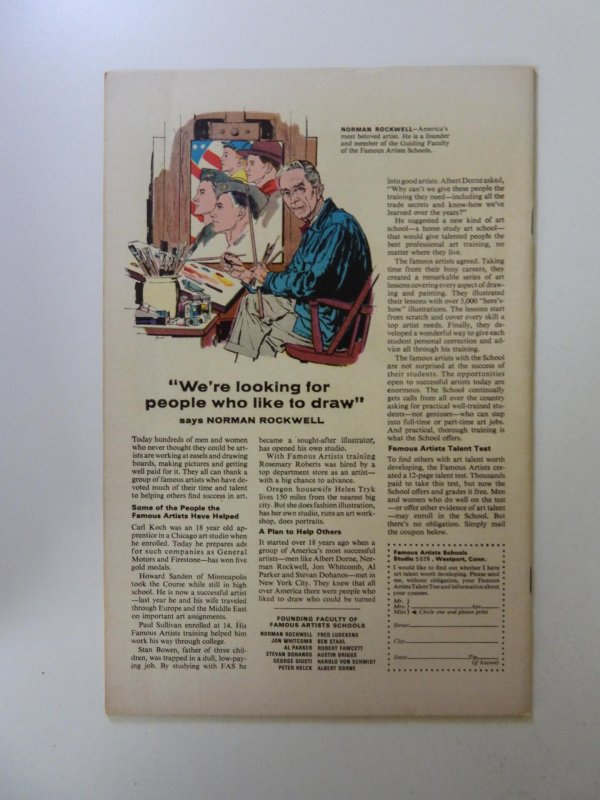 NORMAN ROCKWELL—America's
most beloved artist. He is a founder
and member of the Guiding Faculty
of the Famous Artists Schools.
"We're looking for
people who like to draw"
says NORMAN ROCKWELL
Today hundreds of men and women
who never thought they could be art-
ists are working at easels and drawing
boards, making pictures and getting
well paid for it. They all can thank a
group of famous artists who have de-
voted much of their time and talent
to helping others find success in art.
Some of the People the
Famous Artists Have Helped
Carl Koch was an 18 year old ap-
prentice in a Chicago art studio when
he enrolled. Today he prepares ads
for such companies as General
Motors and Firestone—has won five
gold medals.
Howard Sanden of Minneapolis
took the Course while still in high
school. He is now a successful artist
—last year he and his wife traveled
through Europe and the Middle East
on important art assignments.
Paul Sullivan enrolled at 14. His
Famous Artists training helped him
work his way through college.
Stan Bowen, father of three chil-
dren, was trapped in a dull, low-pay-
ing job. By studying with FAS he
became a sought-after illustrator,
has opened his own studio.
With Famous Artists training
Rosemary Roberts was hired by a
top department store as an artist—
with a big chance to advance.
Oregon housewife Helen Tryk
lives 150 miles from the nearest big
city. But she does fashion illustration,
has her own studio, runs an art work-
shop, does portraits.
A Plan to Help Others
It started over 18 years ago when a
group of America's most successful
artists—men like Albert Dorne, Nor-
man Rockwell, Jon Whitcomb, Al
Parker and Stevan Dohanos—met in
New York City. They knew that all
over America there were people who
liked to draw who could be turned
FOUNDING FACULTY OF
FAMOUS ARTISTS SCHOOLS
NORMAN ROCKWELL FRED LUDEKENS
JON WHITCOMB BEN STAHL
AL PARKER ROBERT FAWCETT
STEVAN DOHANOS AUSTIN BRIGGS
GEORGE GIUSTI HAROLD VON SCHMIDT
PETER HELCK ALBERT DORNE
into good artists. Albert Dorne asked,
"Why can't we give these people the
training they need—including all the
trade secrets and know-how we've
learned over the years?"
He suggested a new kind of art
school—a home study art school—
that would give talented people the
best professional art training, no
matter where they live.
The famous artists agreed. Taking
time from their busy careers, they
created a remarkable series of art
lessons covering every aspect of draw-
ing and painting. They illustrated
their lessons with over 5,000 "here's-
how" illustrations. The lessons start
from scratch and cover every skill a
top artist needs. Finally, they de-
veloped a wonderful way to give each
student personal correction and ad-
vice all through his training.
The famous artists with the School
are not surprised at the success of
their students. The opportunities
open to successful artists today are
enormous. The School continually
gets calls from all over the country
asking for practical well-trained stu-
dents—not geniuses—who can step
into full-time or part-time art jobs.
And practical, thorough training is
what the School offers.
Famous Artists Talent Test
To find others with art talent worth
developing, the Famous Artists cre-
ated a 12-page talent test. Thousands
paid to take this test, but now the
School offers and grades it free. Men
and women who do well on the test
—or offer other evidence of art talent
—may enroll in the School. But
there's no obligation. Simply mail
the coupon below.
Famous Artists Schools
Studio 5039, Westport, Conn.
I would like to find out whether I have
art talent worth developing. Please send
me, without obligation, your Famous
Artists Talent Test and information about
your courses.
Mr.
Mrs. Age
Miss Circle one and please print
Street
City
State Zip
(if known)